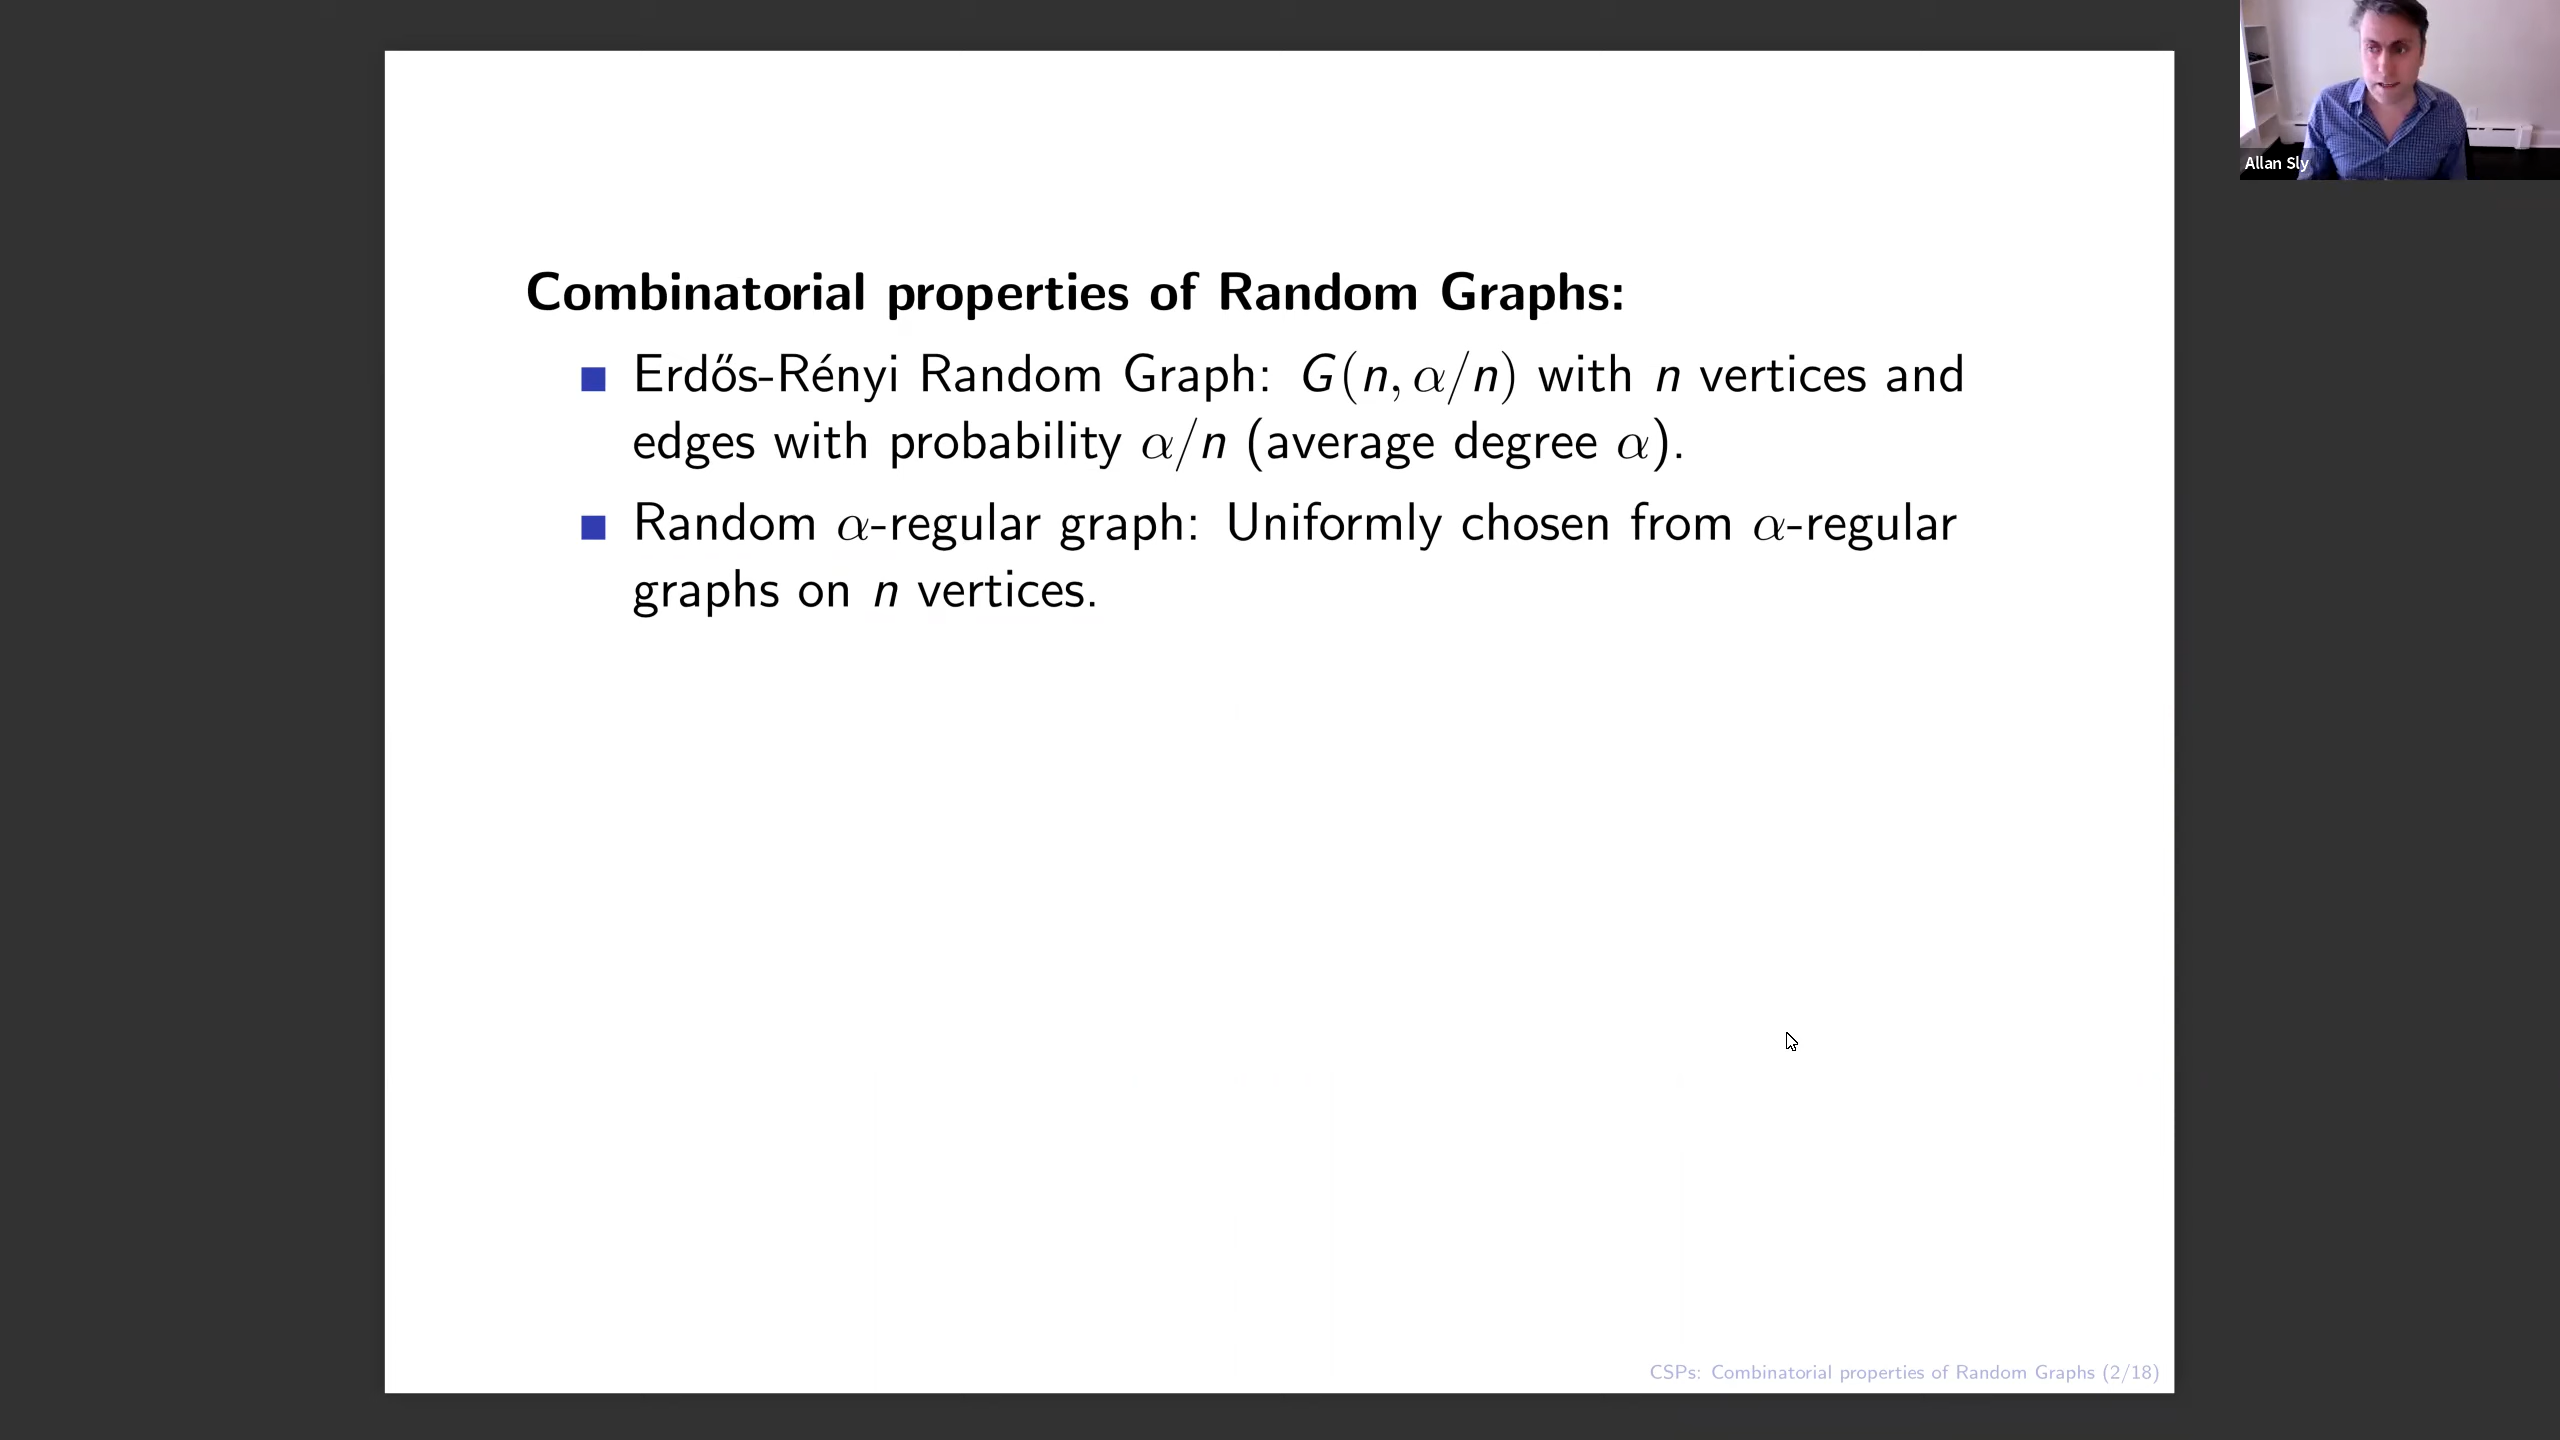 Allan Sly
Combinatorial properties of Random Graphs:
Erdős-Rényi Random Graph: G(n, α/n) with n vertices and
edges with probability α/n (average degree α).
Random α-regular graph: Uniformly chosen from α-regular
graphs on n vertices.
CSPs: Combinatorial properties of Random Graphs (2/18)